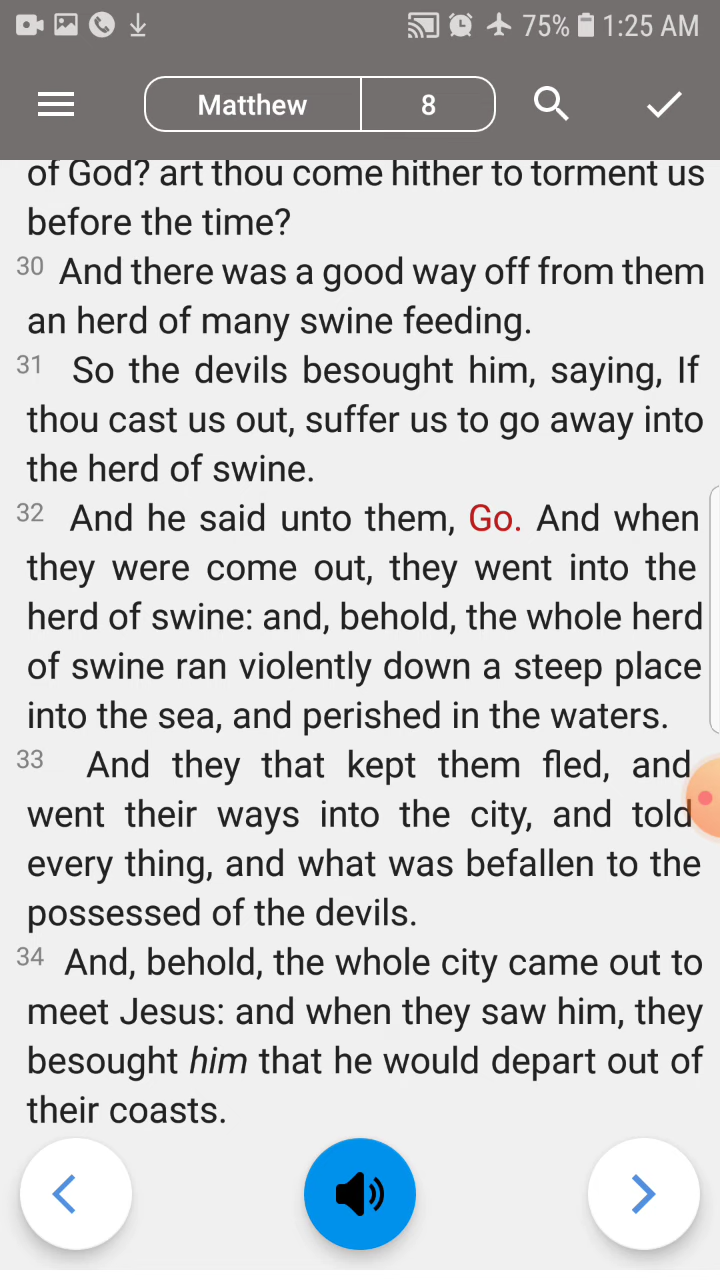 75% 1:25 AM
Matthew 8
of God? art thou come hither to torment us
before the time?
30 And there was a good way off from them
an herd of many swine feeding.
31 So the devils besought him, saying, If
thou cast us out, suffer us to go away into
the herd of swine.
32 And he said unto them, Go. And when
they were come out, they went into the
herd of swine: and, behold, the whole herd
of swine ran violently down a steep place
into the sea, and perished in the waters.
33 And they that kept them fled, and
went their ways into the city, and told
every thing, and what was befallen to the
possessed of the devils.
34 And, behold, the whole city came out to
meet Jesus: and when they saw him, they
besought him that he would depart out of
their coasts.